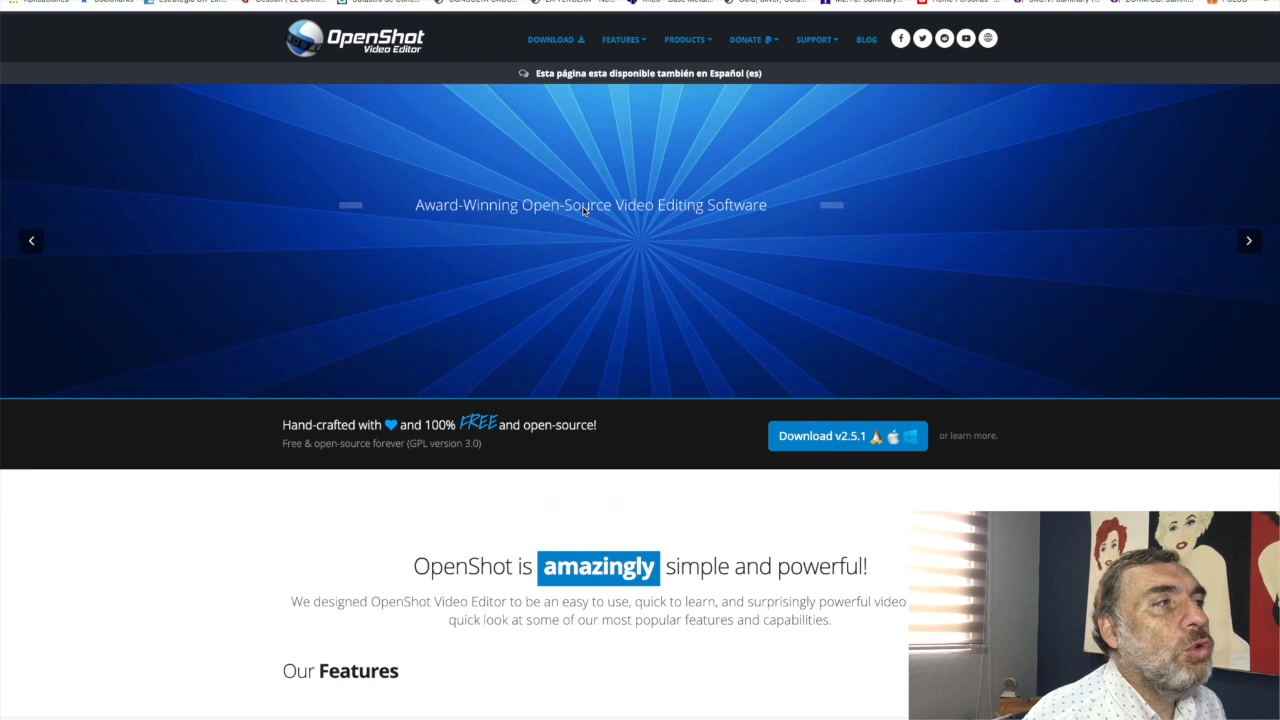 OpenShot
Video Editor
DOWNLOAD
FEATURES
PRODUCTS
DONATE
SUPPORT
BLOG
Esta página esta disponible también en Español (es)
Award-Winning Open-Source Video Editing Software
Hand-crafted with and 100% FREE and open-source!
Free & open-source forever (GPL version 3.0)
Download v2.5.1
or learn more.
OpenShot is amazingly simple and powerful!
We designed OpenShot Video Editor to be an easy to use, quick to learn, and surprisingly powerful video
quick look at some of our most popular features and capabilities.
Our Features